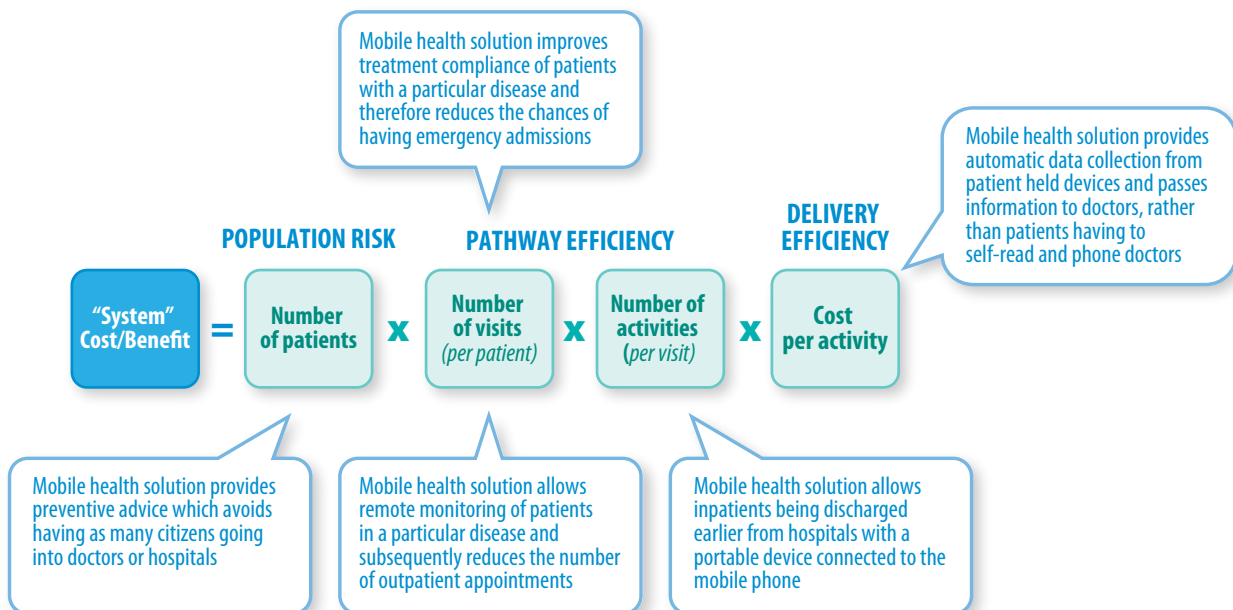 Mobile health solution improves
treatment compliance of patients
with a particular disease and
therefore reduces the chances of
having emergency admissions
Mobile health solution provides
automatic data collection from
patient held devices and passes
information to doctors, rather
than patients having to
self-read and phone doctors
POPULATION RISK
PATHWAY EFFICIENCY
DELIVERY
EFFICIENCY
“System”
Cost/Benefit
=
Number
of patients
x
Number
of visits
(per patient)
x
Number of
activities
(per visit)
x
Cost
per activity
Mobile health solution provides
preventive advice which avoids
having as many citizens going
into doctors or hospitals
Mobile health solution allows
remote monitoring of patients
in a particular disease and
subsequently reduces the number
of outpatient appointments
Mobile health solution allows
inpatients being discharged
earlier from hospitals with a
portable device connected to the
mobile phone